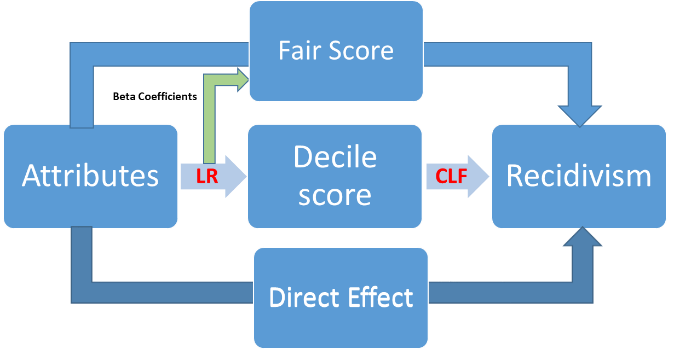 Fair Score
Beta Coefficients
Attributes
LR
Decile
score
CLF
Recidivism
Direct Effect